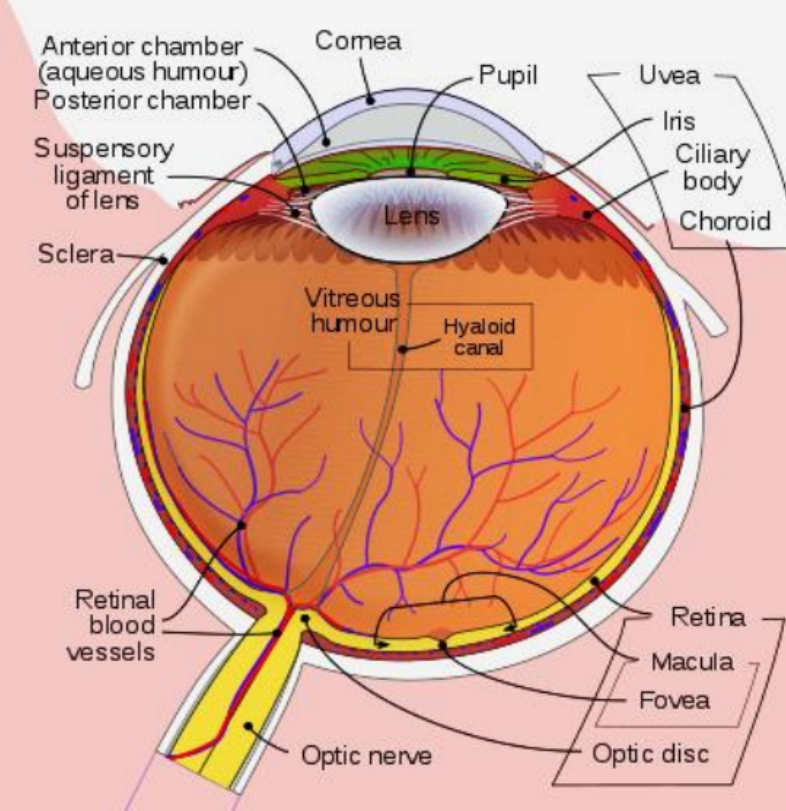 Anterior chamber
(aqueous humour)
Posterior chamber
Cornea
Pupil
Uvea
Iris
Ciliary
body
Choroid
Suspensory
ligament
of lens
Lens
Sclera
Vitreous
humour
Hyaloid
canal
Retinal
blood
vessels
Optic nerve
Retina
Macula
Fovea
Optic disc